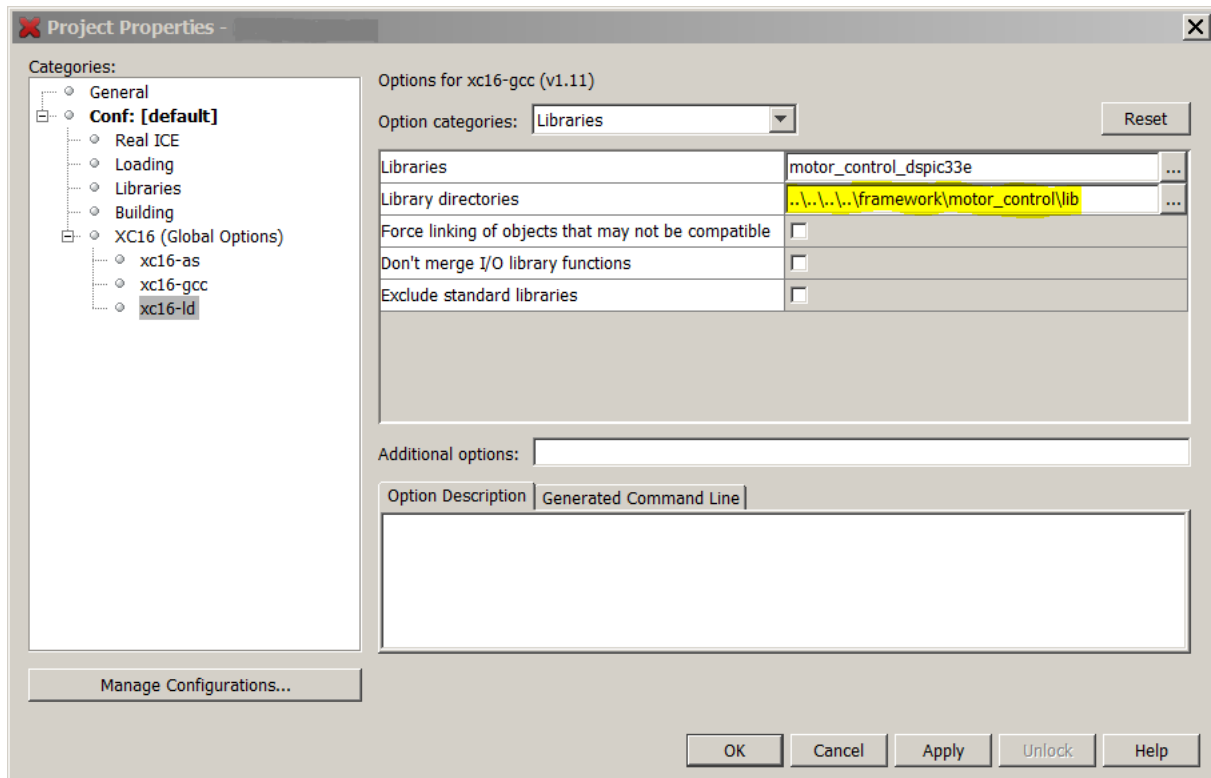 Project Properties -
Categories:
General
Conf: [default]
Real ICE
Loading
Libraries
Building
XC16 (Global Options)
xc16-as
xc16-gcc
xc16-ld
Manage Configurations...
Options for xc16-gcc (v1.11)
Option categories: Libraries Reset
Libraries motor_control_dspic33e ...
Library directories ..\..\..\..\framework\motor_control\lib ...
Force linking of objects that may not be compatible
Don't merge I/O library functions
Exclude standard libraries
Additional options:
Option Description Generated Command Line
OK Cancel Apply Unlock Help